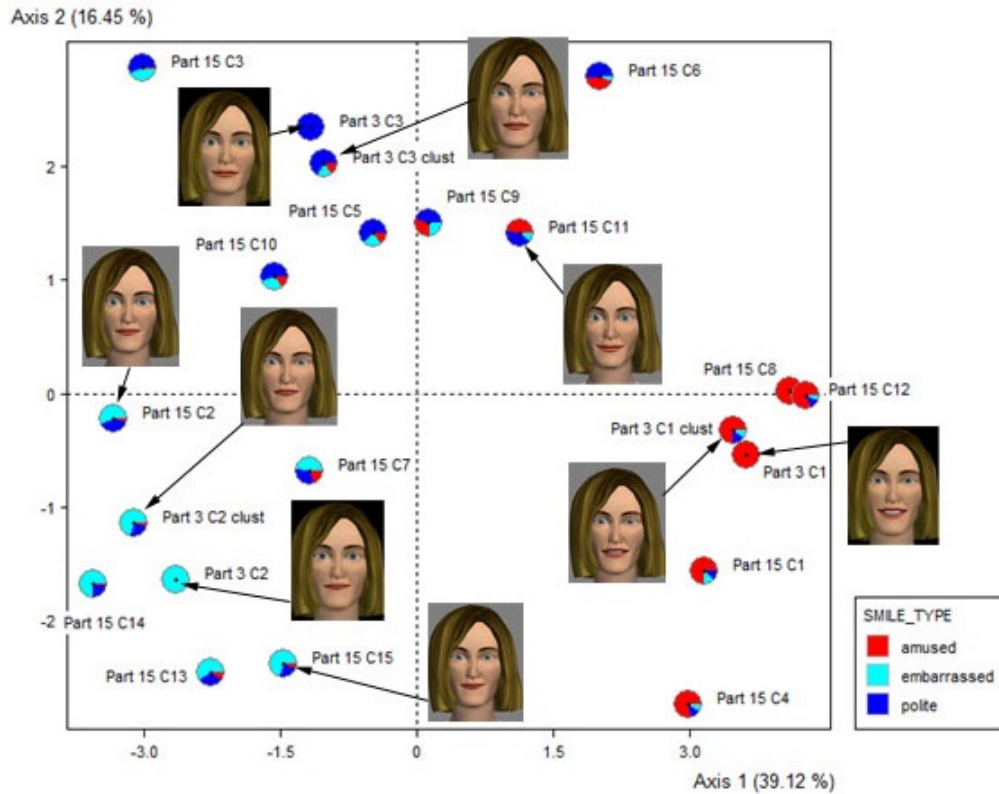 Axis 2 (16.45 %)
Part 15 C3
Part 15 C6
Part 3 C3
Part 3 C3 clust
2
Part 15 C9
Part 15 C5
Part 15 C11
Part 15 C10
1
Part 15 C8
0
Part 15 C12
Part 15 C2
Part 3 C1 clust
Part 15 C7
Part 3 C1
-1
Part 3 C2 clust
Part 3 C2
Part 15 C1
-2
Part 15 C14
Part 15 C15
Part 15 C13
Part 15 C4
SMILE_TYPE
amused
embarrassed
polite
-3.0
-1.5
0
1.5
3.0
Axis 1 (39.12 %)